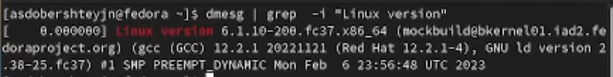 [asdobershteyjn@fedora ~]$ dmesg | grep -i "Linux version"
[    0.000000] Linux version 6.1.10-200.fc37.x86_64 (mockbuild@bkernel01.iad2.fe
doraproject.org) (gcc (GCC) 12.2.1 20221121 (Red Hat 12.2.1-4), GNU ld version 2
.38-25.fc37) #1 SMP PREEMPT_DYNAMIC Mon Feb  6 23:56:48 UTC 2023